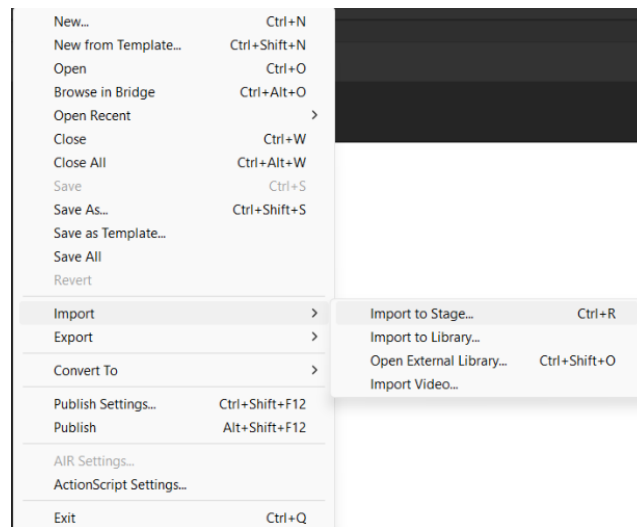 New... Ctrl+N
New from Template... Ctrl+Shift+N
Open Ctrl+O
Browse in Bridge Ctrl+Alt+O
Open Recent >
Close Ctrl+W
Close All Ctrl+Alt+W
Save Ctrl+S
Save As... Ctrl+Shift+S
Save as Template...
Save All
Revert
Import >
Export >
Convert To >
Publish Settings... Ctrl+Shift+F12
Publish Alt+Shift+F12
AIR Settings...
ActionScript Settings...
Exit Ctrl+Q
Import to Stage... Ctrl+R
Import to Library...
Open External Library... Ctrl+Shift+O
Import Video...